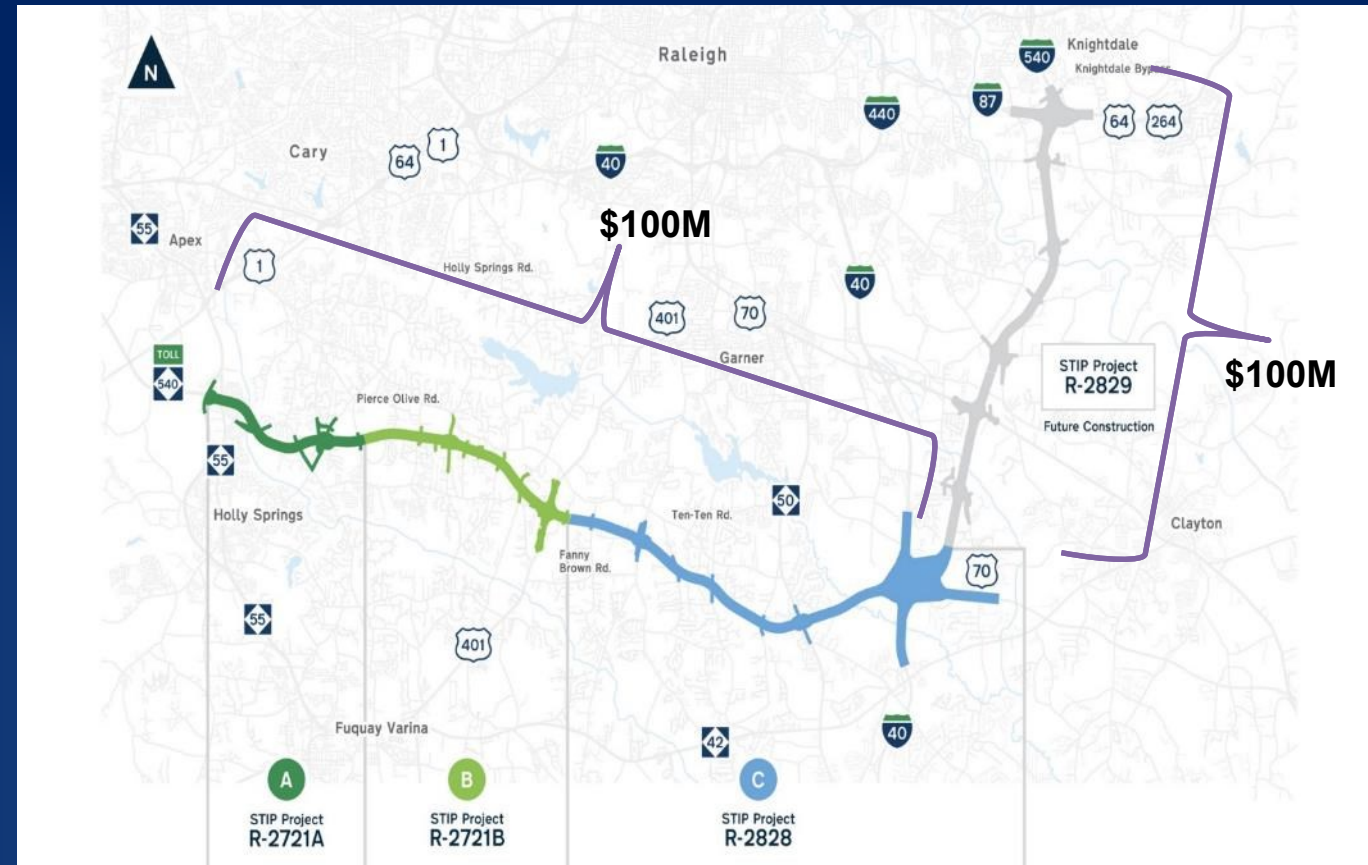 N
Raleigh
540
Knightdale
Knightdale Bypass
87
440
64
264
Cary
64
1
40
55
Apex
1
$100M
Holly Springs Rd.
40
401
70
Garner
TOLL
540
STIP Project
R-2829
Future Construction
$100M
Pierce Olive Rd.
55
Holly Springs
50
Ten-Ten Rd.
Clayton
Fanny
Brown Rd.
70
55
401
Fuquay Varina
42
40
A
STIP Project
R-2721A
B
STIP Project
R-2721B
C
STIP Project
R-2828